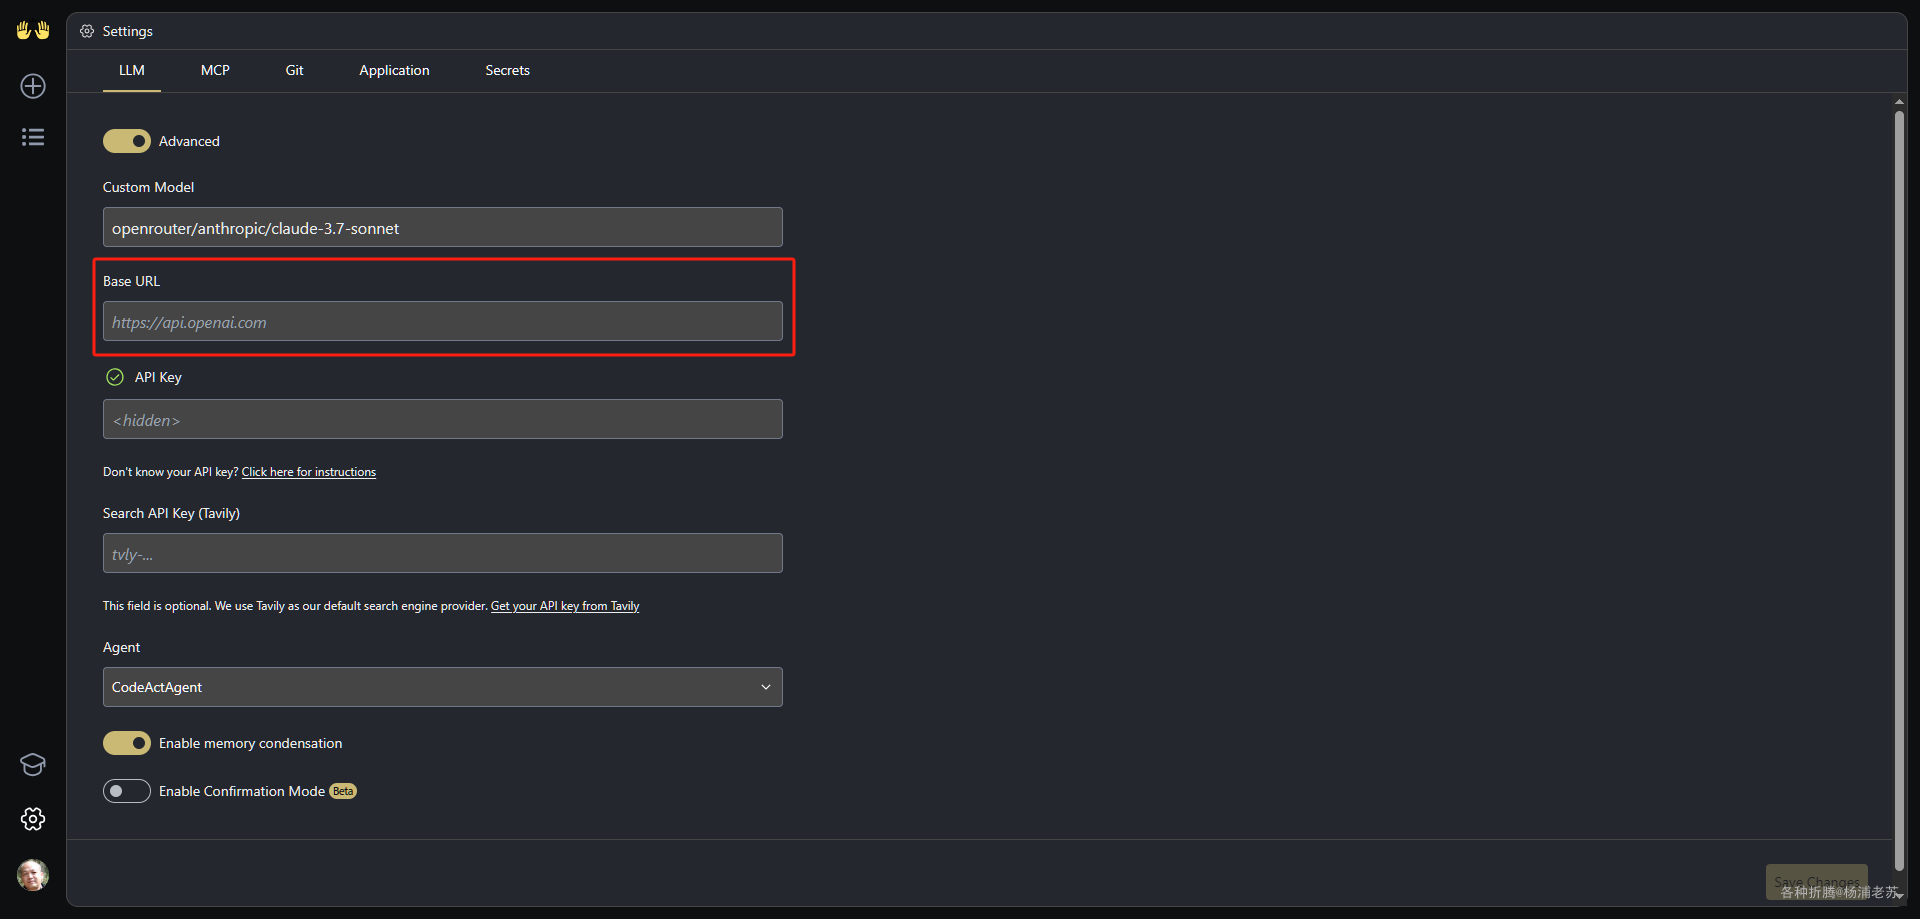 Settings
LLM
MCP
Git
Application
Secrets
Advanced
Custom Model
openrouter/anthropic/claude-3.7-sonnet
Base URL
https://api.openai.com
API Key
<hidden>
Don't know your API key? Click here for instructions
Search API Key (Tavily)
tvly-...
This field is optional. We use Tavily as our default search engine provider. Get your API key from Tavily
Agent
CodeActAgent
Enable memory condensation
Enable Confirmation Mode Beta
Save Changes
各种折腾@杨浦老苏